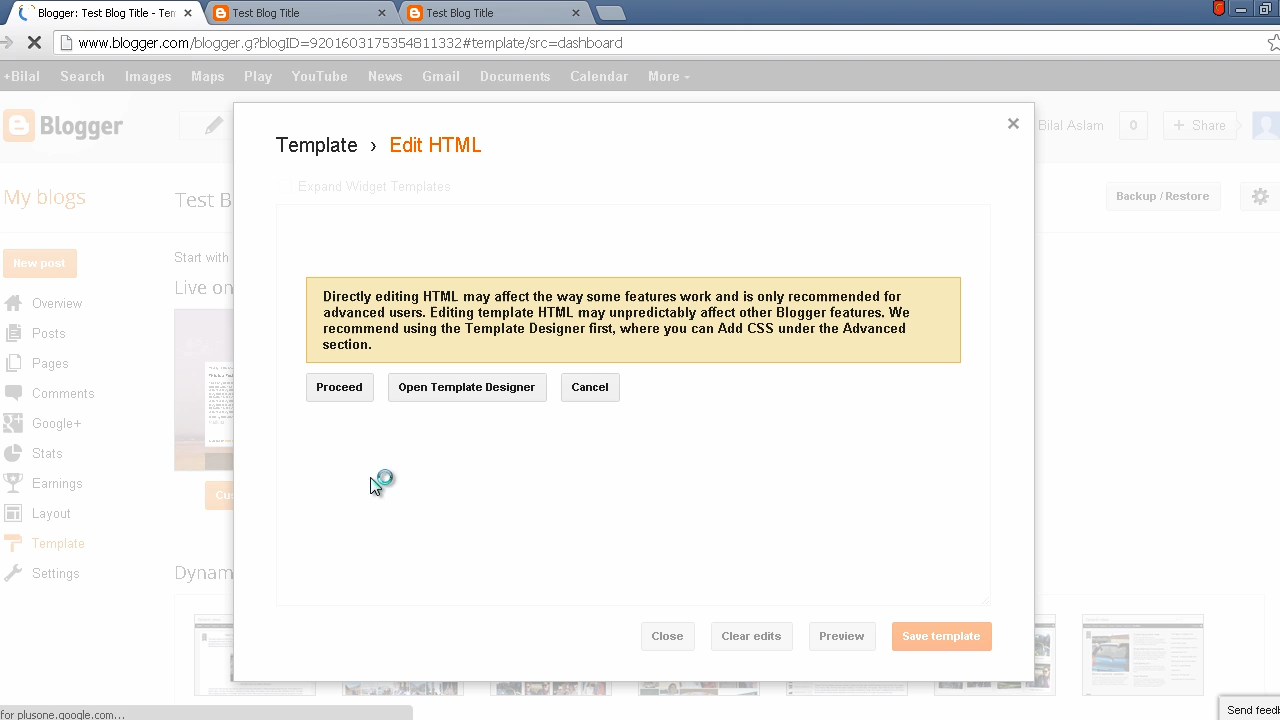 Blogger: Test Blog Title - Ten
Test Blog Title
Test Blog Title
www.blogger.com/blogger.g?blogID=9201603175354811332#template/src=dashboard
+Bilal Search Images Maps Play YouTube News Gmail Documents Calendar More
Blogger
Bilal Aslam 0 + Share
Template › Edit HTML
Expand Widget Templates
My blogs
Test B
Backup / Restore
New post
Start with
Live on
Overview
Posts
Pages
Comments
Google+
Stats
Earnings
Layout
Template
Settings
Directly editing HTML may affect the way some features work and is only recommended for
advanced users. Editing template HTML may unpredictably affect other Blogger features. We
recommend using the Template Designer first, where you can Add CSS under the Advanced
section.
Proceed Open Template Designer Cancel
Cus
Dynam
Close Clear edits Preview Save template
for plusone.google.com...
Send feedb